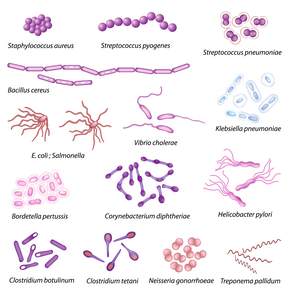 Staphylococcus aureus
Streptococcus pyogenes
Streptococcus pneumoniae
Bacillus cereus
Vibrio cholerae
Klebsiella pneumoniae
E. coli ; Salmonella
Bordetella pertussis
Corynebacterium diphtheriae
Helicobacter pylori
Clostridium botulinum
Clostridium tetani
Neisseria gonorrhoeae
Treponema pallidum